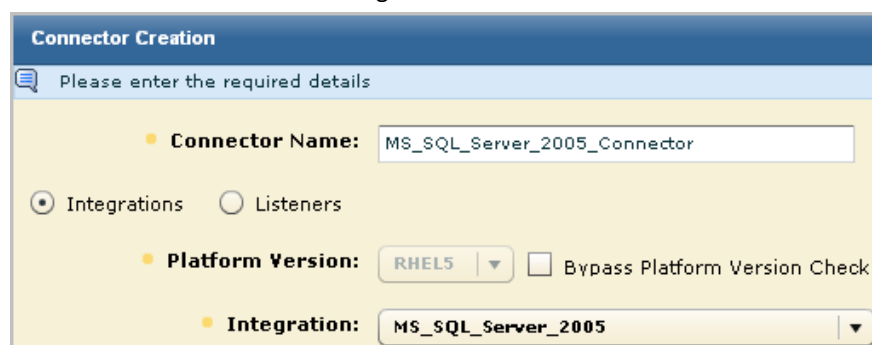 Connector Creation
Please enter the required details
Connector Name: MS_SQL_Server_2005_Connector
Integrations Listeners
Platform Version: RHEL5 Bypass Platform Version Check
Integration: MS_SQL_Server_2005